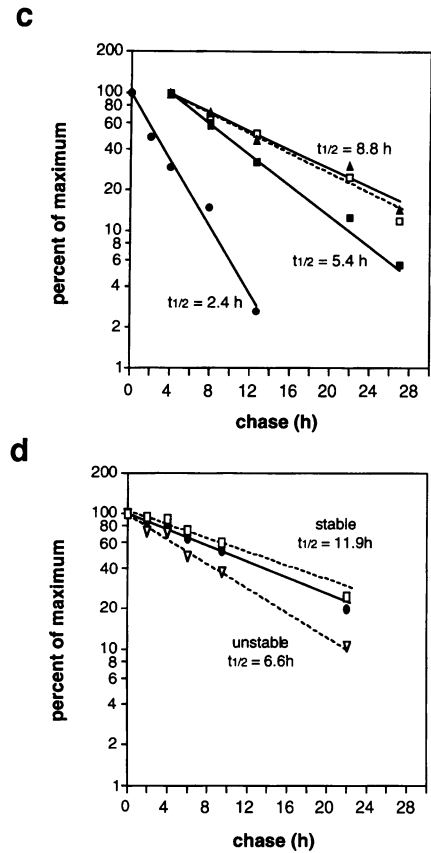 c
200
100
80
60
40
20
10
8
6
4
2
1
percent of maximum
t1/2 = 8.8 h
t1/2 = 5.4 h
t1/2 = 2.4 h
0 4 8 12 16 20 24 28
chase (h)
d
200
100
80
60
40
20
10
8
6
4
2
1
percent of maximum
stable
t1/2 = 11.9h
unstable
t1/2 = 6.6h
0 4 8 12 16 20 24 28
chase (h)